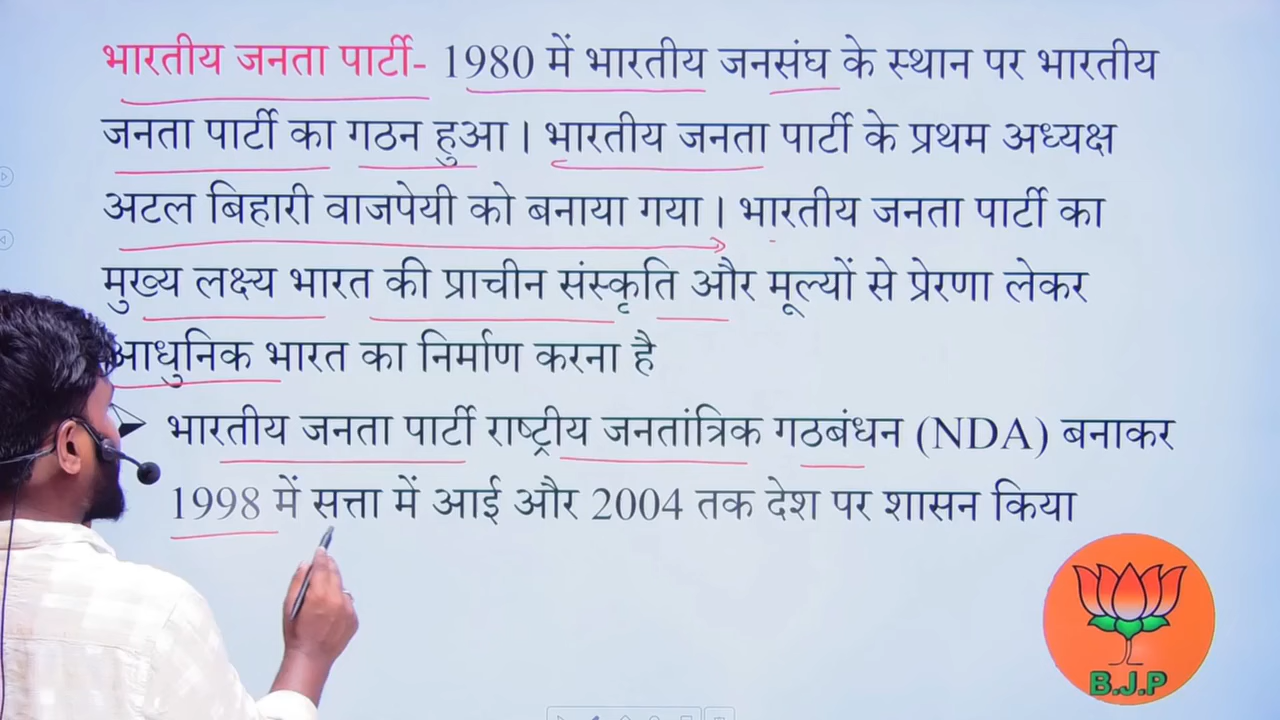 भारतीय जनता पार्टी- 1980 में भारतीय जनसंघ के स्थान पर भारतीय
जनता पार्टी का गठन हुआ। भारतीय जनता पार्टी के प्रथम अध्यक्ष
अटल बिहारी वाजपेयी को बनाया गया। भारतीय जनता पार्टी का
मुख्य लक्ष्य भारत की प्राचीन संस्कृति और मूल्यों से प्रेरणा लेकर
आधुनिक भारत का निर्माण करना है
भारतीय जनता पार्टी राष्ट्रीय जनतांत्रिक गठबंधन (NDA) बनाकर
1998 में सत्ता में आई और 2004 तक देश पर शासन किया
B.J.P